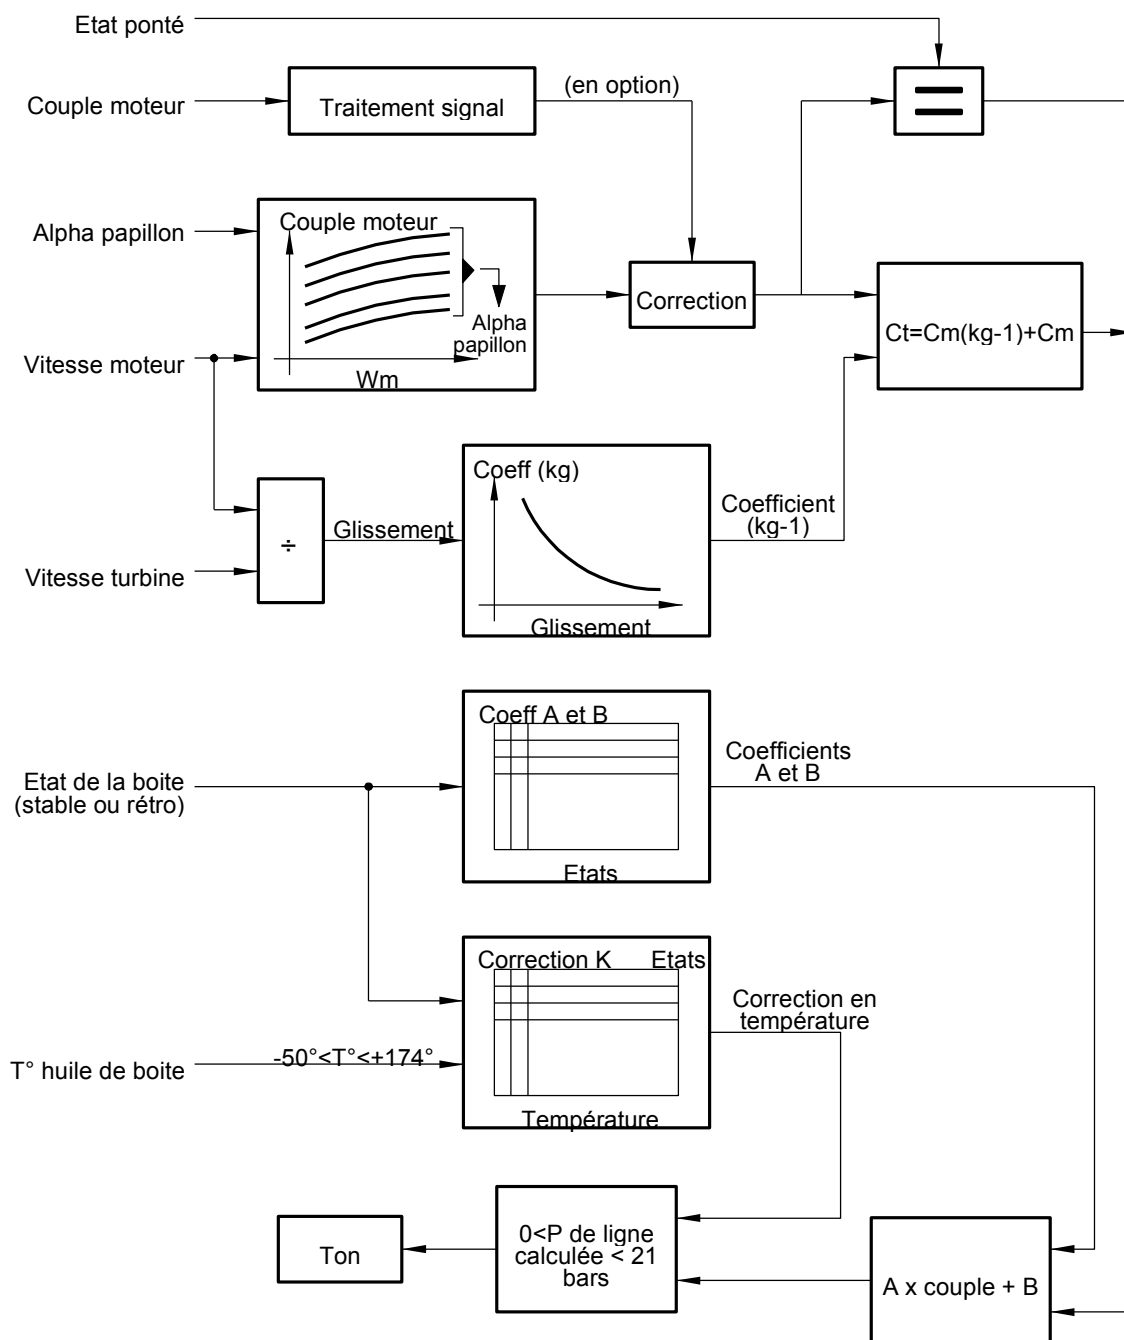 Etat ponté
Couple moteur
Traitement signal
(en option)
Alpha papillon
Couple moteur
Alpha
papillon
Wm
Correction
Ct=Cm(kg-1)+Cm
Vitesse moteur
Coeff (kg)
Coefficient
(kg-1)
Glissement
÷
Vitesse turbine
Glissement
Coeff A et B
Coefficients
A et B
Etat de la boite
(stable ou rétro)
Etats
Correction K Etats
Correction en
température
-50°<T°<+174°
T° huile de boite
Température
0<P de ligne
calculée < 21
bars
Ton
A x couple + B